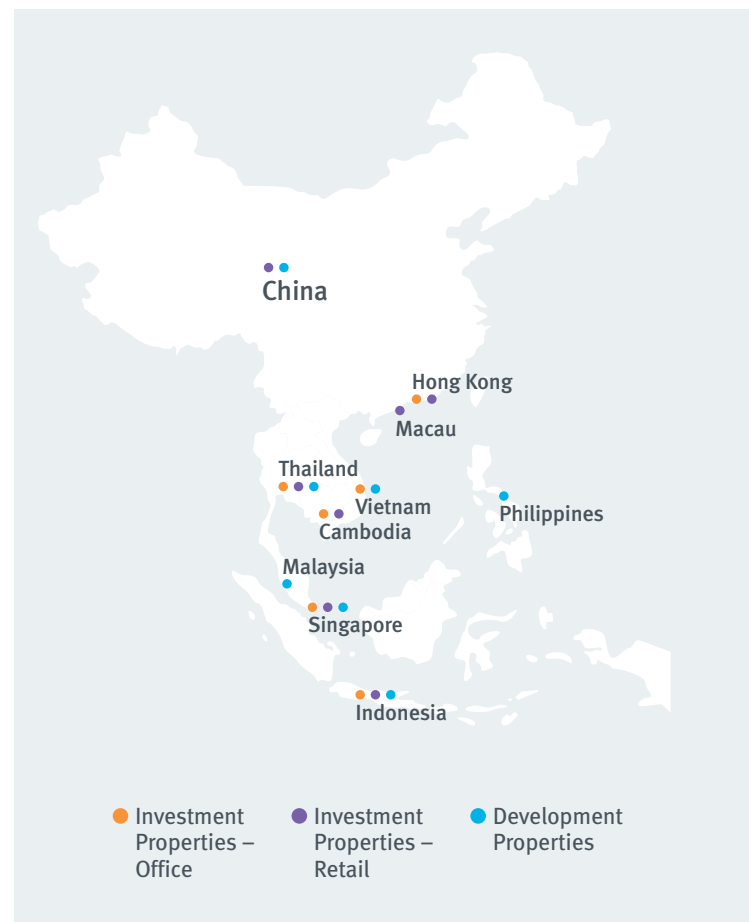 China
Hong Kong
Macau
Thailand
Vietnam
Cambodia
Philippines
Malaysia
Singapore
Indonesia
Investment
Properties –
Office
Investment
Properties –
Retail
Development
Properties